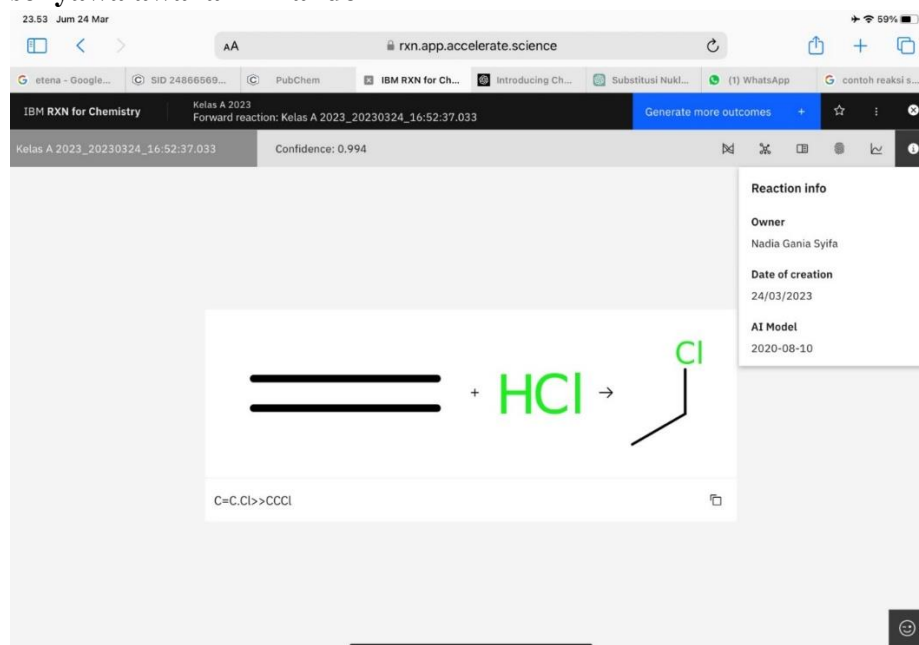 23.53 Jum 24 Mar
59%
AA
rxn.app.accelerate.science
etena - Google...
SID 24866569...
PubChem
IBM RXN for Ch...
Introducing Ch...
Substitusi Nukl...
(1) WhatsApp
contoh reaksi s...
IBM RXN for Chemistry
Kelas A 2023
Forward reaction: Kelas A 2023_20230324_16:52:37.033
Generate more outcomes +
Kelas A 2023_20230324_16:52:37.033
Confidence: 0.994
Reaction info
Owner
Nadia Gania Syifa
Date of creation
24/03/2023
AI Model
2020-08-10
+ HCl → Cl
C=C.Cl>>CCCl